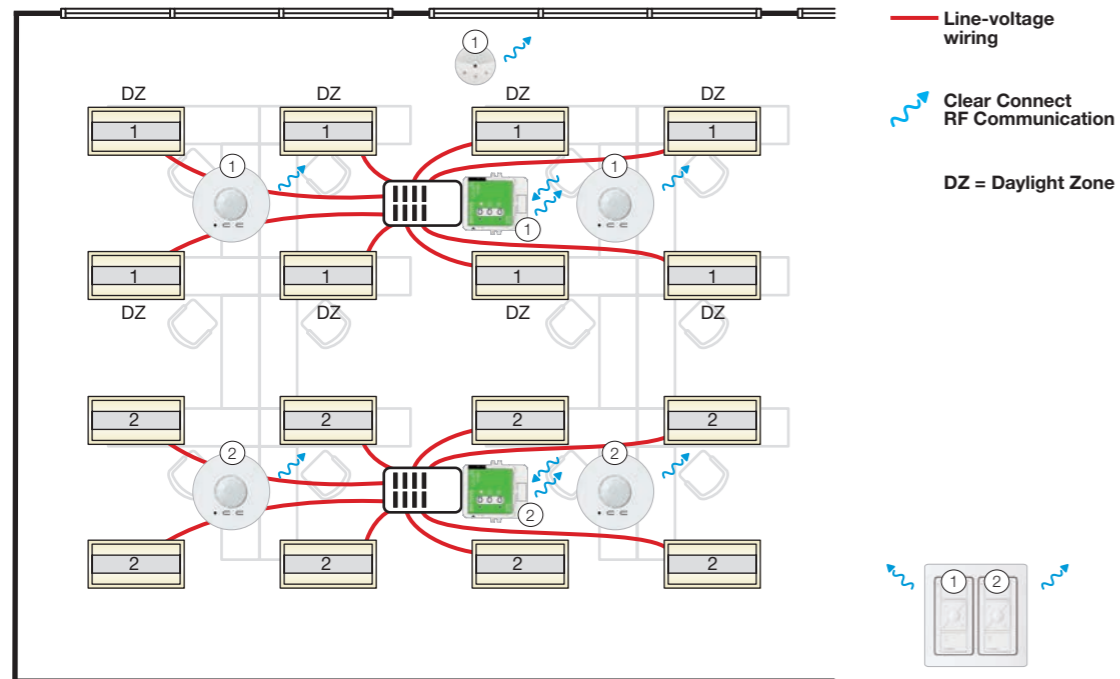 Line-voltage
wiring
Clear Connect
RF Communication
DZ = Daylight Zone
1
DZ DZ DZ DZ
1 1 1 1
1 1
1
1 1 1 1
DZ DZ DZ DZ
2 2 2 2
2 2
2
2 2 2 2
1 2